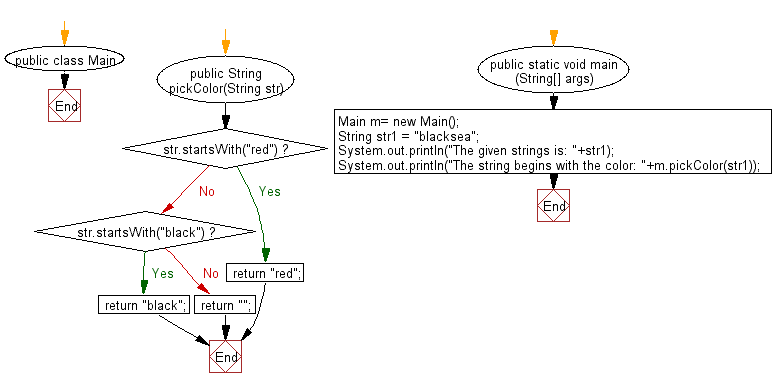 public class Main
End
public String
pickColor(String str)
str.startsWith("red") ?
No
Yes
str.startsWith("black") ?
Yes
No
return "red";
return "black";
return "";
End
public static void main
(String[] args)
Main m= new Main();
String str1 = "blacksea";
System.out.println("The given strings is: "+str1);
System.out.println("The string begins with the color: "+m.pickColor(str1));
End